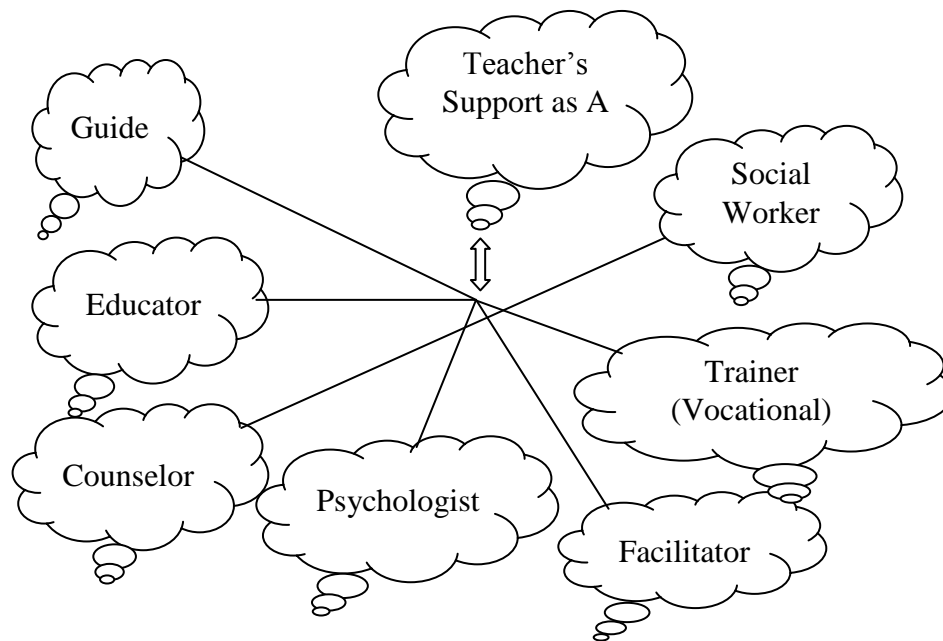 Teacher’s
Support as A
Guide
Social
Worker
Educator
Trainer
(Vocational)
Counselor
Psychologist
Facilitator